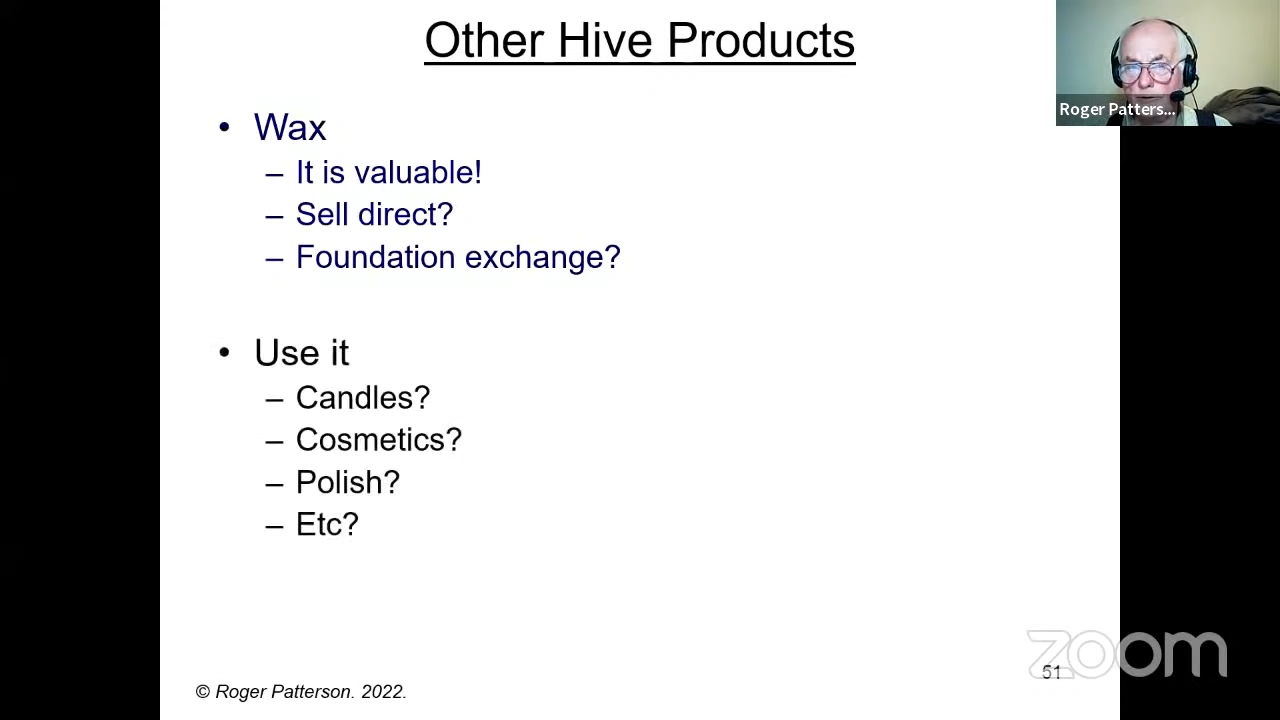 Other Hive Products
Roger Patters...
• Wax
– It is valuable!
– Sell direct?
– Foundation exchange?
• Use it
– Candles?
– Cosmetics?
– Polish?
– Etc?
zoom
51
© Roger Patterson. 2022.